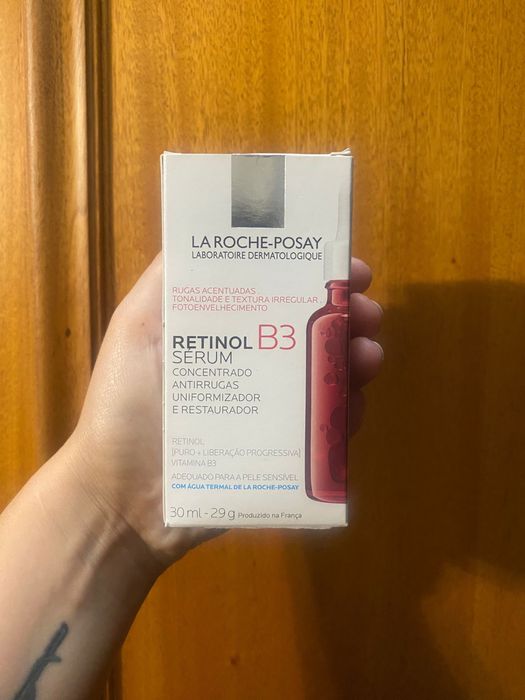 LA ROCHE-POSAY
LABORATOIRE DERMATOLOGIQUE
RUGAS ACENTUADAS .
TONALIDADE E TEXTURA IRREGULAR .
FOTOENVELHECIMENTO
RETINOL B3
SÉRUM
CONCENTRADO
ANTIRRUGAS
UNIFORMIZADOR
E RESTAURADOR
RETINOL
[PURO + LIBERAÇÃO PROGRESSIVA]
VITAMINA B3
ADEQUADO PARA A PELE SENSÍVEL
COM ÁGUA TERMAL DE LA ROCHE-POSAY
30 ml - 29 g Produzido na França